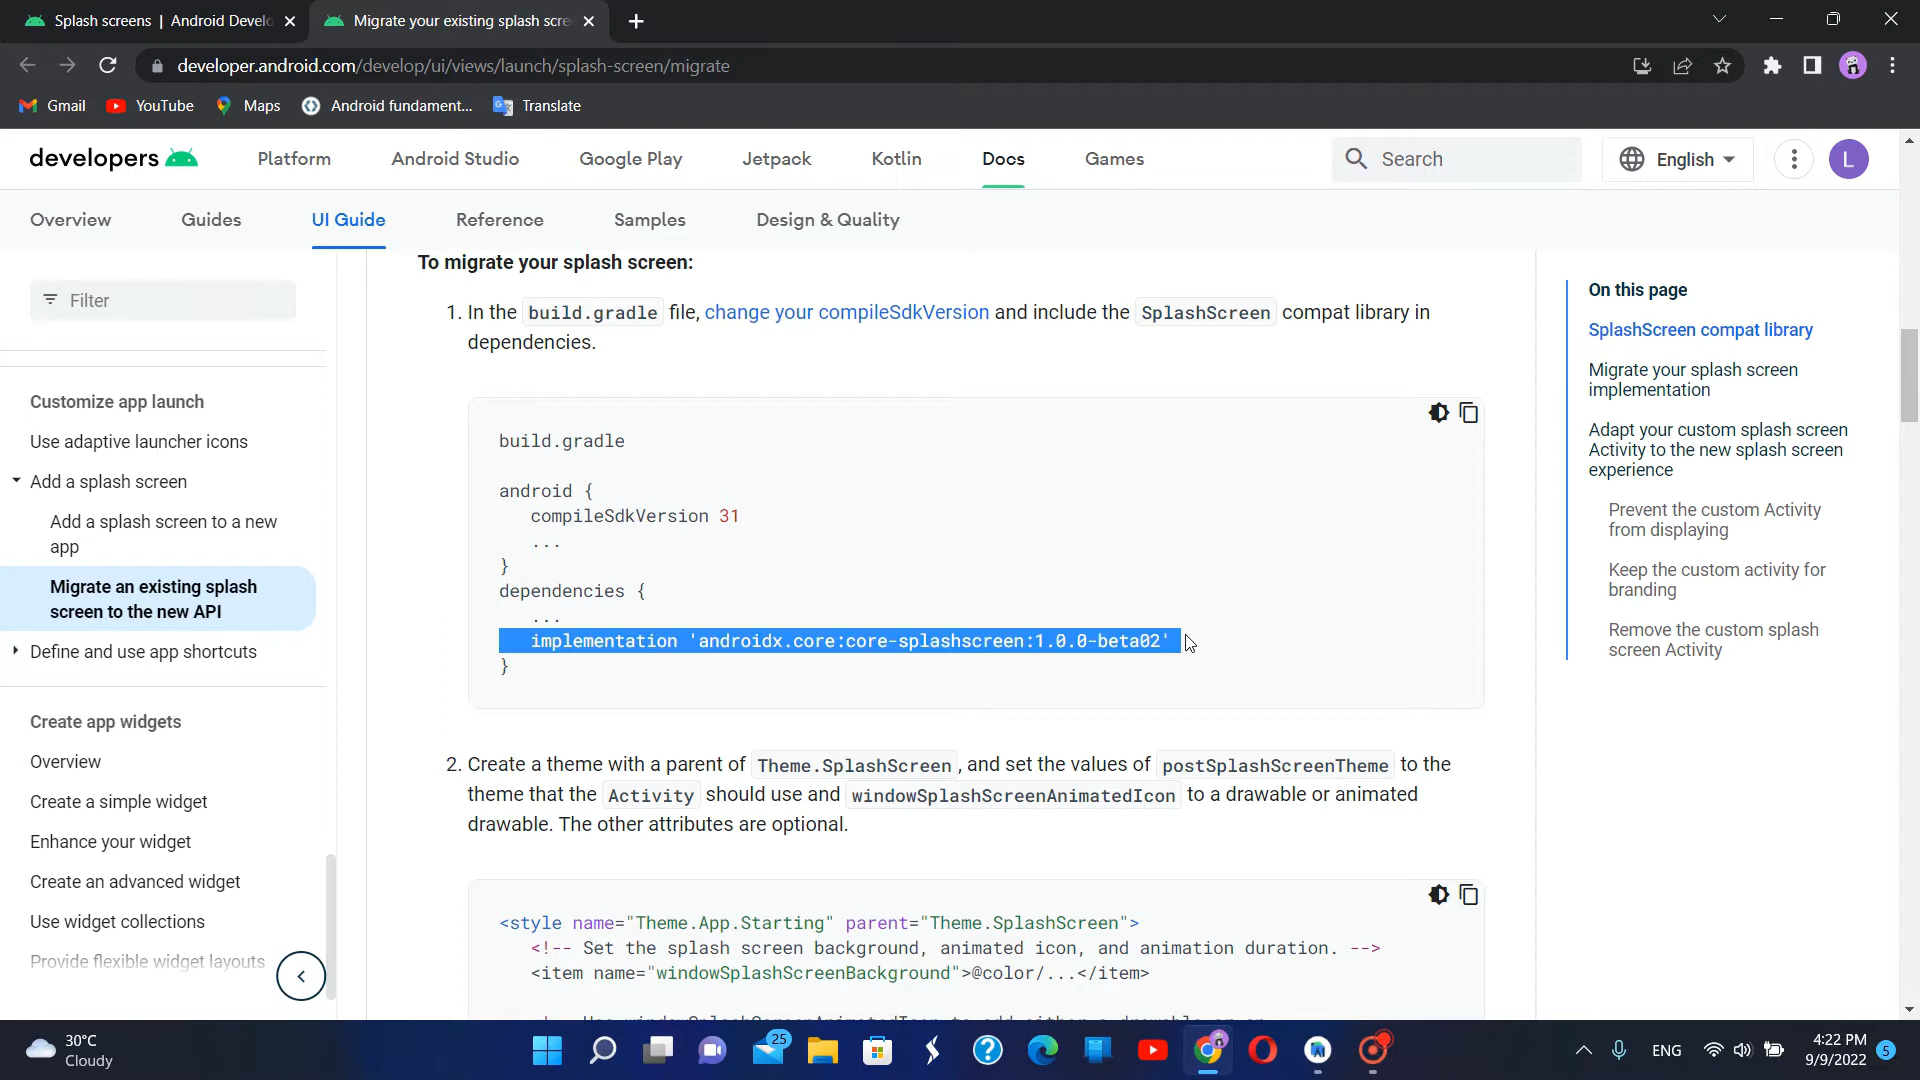 Splash screens | Android Develo
Migrate your existing splash scre
developer.android.com/develop/ui/views/launch/splash-screen/migrate
Gmail
YouTube
Maps
Android fundament...
Translate
developers
Platform
Android Studio
Google Play
Jetpack
Kotlin
Docs
Games
Search
English
L
Overview
Guides
UI Guide
Reference
Samples
Design & Quality
Filter
Customize app launch
Use adaptive launcher icons
Add a splash screen
Add a splash screen to a new
app
Migrate an existing splash
screen to the new API
Define and use app shortcuts
Create app widgets
Overview
Create a simple widget
Enhance your widget
Create an advanced widget
Use widget collections
Provide flexible widget layouts
To migrate your splash screen:
1. In the build.gradle file, change your compileSdkVersion and include the SplashScreen compat library in
dependencies.
build.gradle
android {
compileSdkVersion 31
...
}
dependencies {
...
implementation 'androidx.core:core-splashscreen:1.0.0-beta02'
}
2. Create a theme with a parent of Theme.SplashScreen, and set the values of postSplashScreenTheme to the
theme that the Activity should use and windowSplashScreenAnimatedIcon to a drawable or animated
drawable. The other attributes are optional.
<style name="Theme.App.Starting" parent="Theme.SplashScreen">
<!-- Set the splash screen background, animated icon, and animation duration. -->
<item name="windowSplashScreenBackground">@color/...</item>
On this page
SplashScreen compat library
Migrate your splash screen
implementation
Adapt your custom splash screen
Activity to the new splash screen
experience
Prevent the custom Activity
from displaying
Keep the custom activity for
branding
Remove the custom splash
screen Activity
30°C
Cloudy
25
ENG
4:22 PM
9/9/2022
5